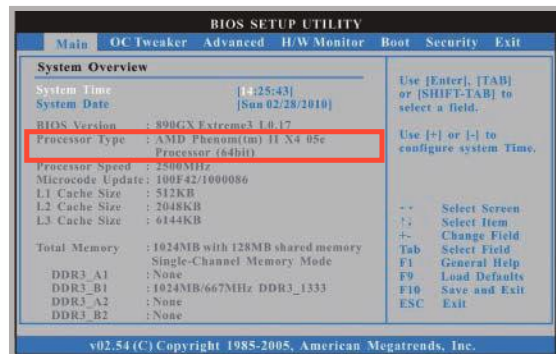 BIOS SETUP UTILITY
Main OC Tweaker Advanced H/W Monitor Boot Security Exit
System Overview
System Time [14:25:43]
System Date [Sun 02/28/2010]
BIOS Version : 890GX Extreme3 L0.17
Processor Type : AMD Phenom(tm) II X4 05e
Processor (64bit)
Processor Speed : 2500MHz
Microcode Update : 100F42/1000086
L1 Cache Size : 512KB
L2 Cache Size : 2048KB
L3 Cache Size : 6144KB
Total Memory : 1024MB with 128MB shared memory
Single-Channel Memory Mode
DDR3_A1 : None
DDR3_B1 : 1024MB/667MHz DDR3_1333
DDR3_A2 : None
DDR3_B2 : None
Use [Enter], [TAB]
or [SHIFT-TAB] to
select a field.
Use [+] or [-] to
configure system Time.
Select Screen
Select Item
+- Change Field
Tab Select Field
F1 General Help
F9 Load Defaults
F10 Save and Exit
ESC Exit
v02.54 (C) Copyright 1985-2005, American Megatrends, Inc.